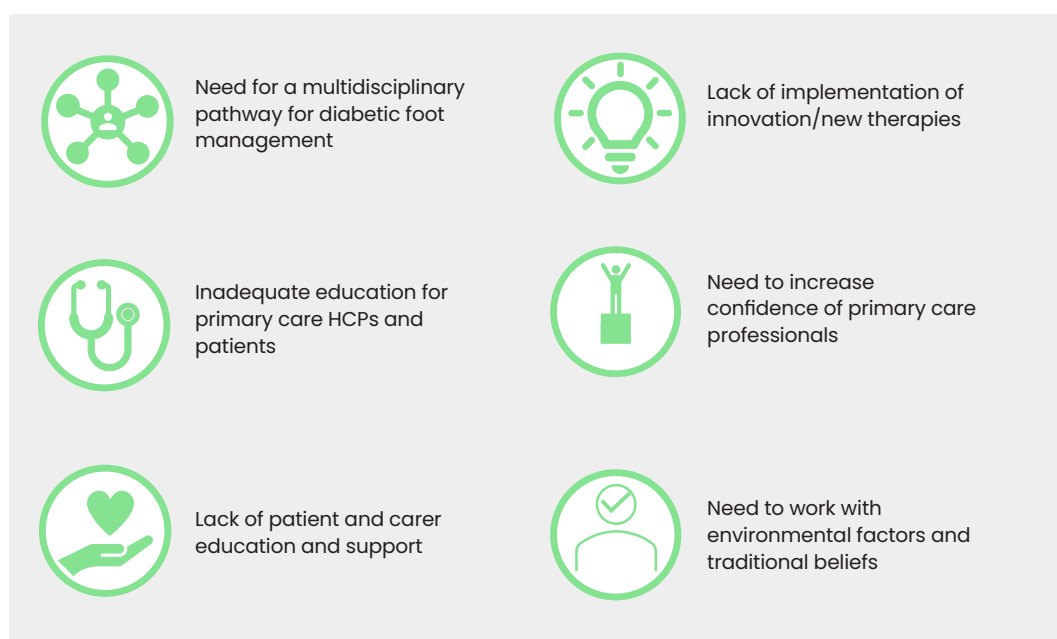 Need for a multidisciplinary
pathway for diabetic foot
management
Lack of implementation of
innovation/new therapies
Inadequate education for
primary care HCPs and
patients
Need to increase
confidence of primary care
professionals
Lack of patient and carer
education and support
Need to work with
environmental factors and
traditional beliefs